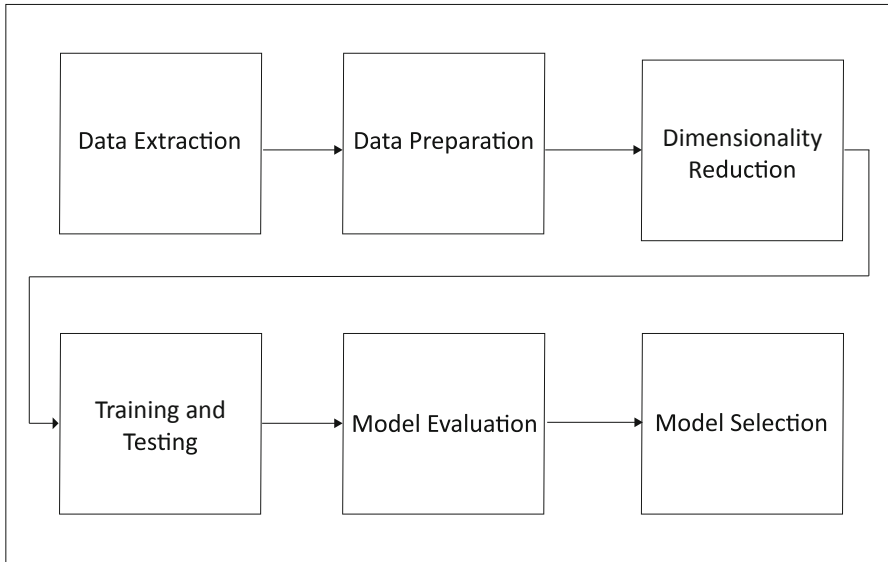 Data Extraction
Data Preparation
Dimensionality
Reduction
Training and
Testing
Model Evaluation
Model Selection